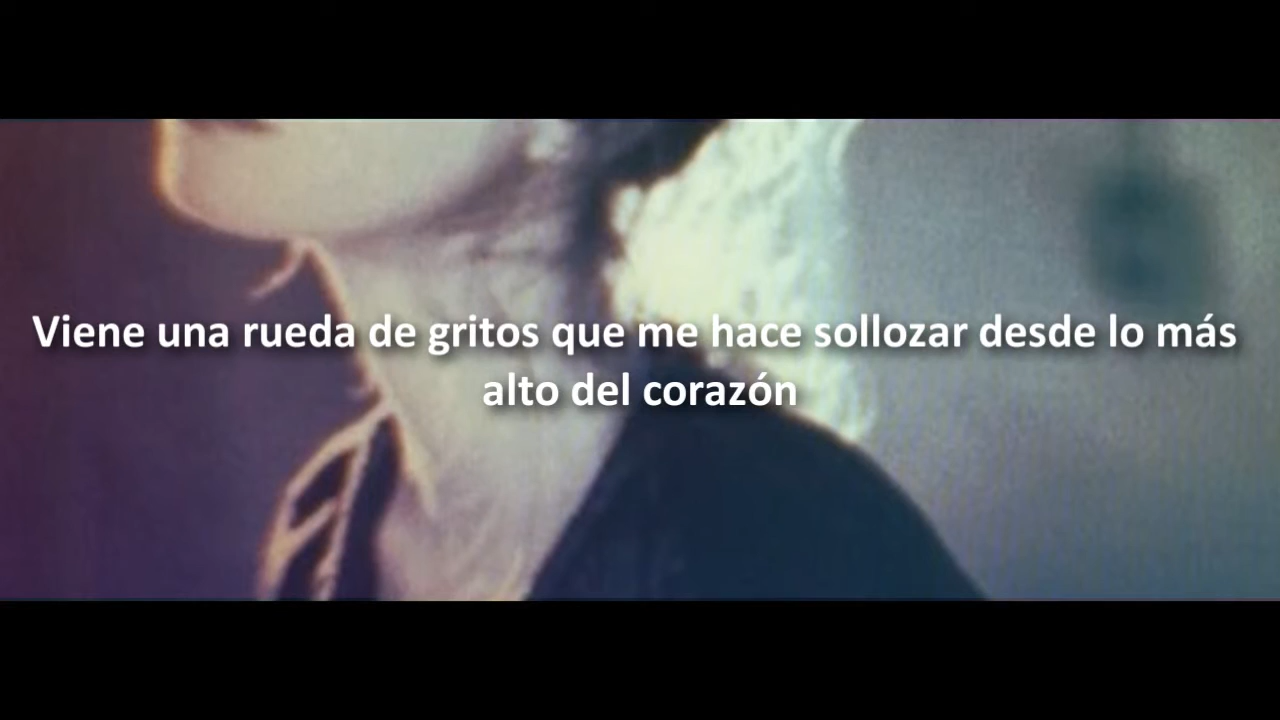 Viene una rueda de gritos que me hace sollozar desde lo más
alto del corazón